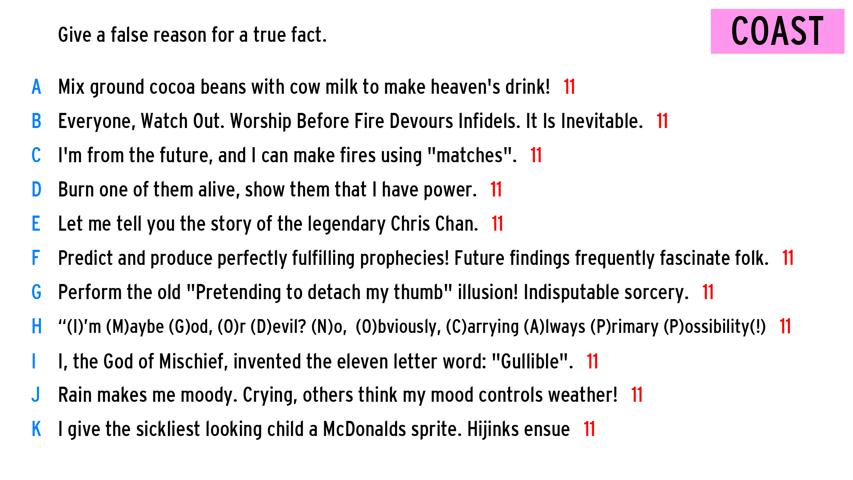 Give a false reason for a true fact.
COAST
A Mix ground cocoa beans with cow milk to make heaven's drink! 11
B Everyone, Watch Out. Worship Before Fire Devours Infidels. It Is Inevitable. 11
C I'm from the future, and I can make fires using "matches". 11
D Burn one of them alive, show them that I have power. 11
E Let me tell you the story of the legendary Chris Chan. 11
F Predict and produce perfectly fulfilling prophecies! Future findings frequently fascinate folk. 11
G Perform the old "Pretending to detach my thumb" illusion! Indisputable sorcery. 11
H “(I)’m (M)aybe (G)od, (O)r (D)evil? (N)o, (O)bviously, (C)arrying (A)lways (P)rimary (P)ossibility(!) 11
I I, the God of Mischief, invented the eleven letter word: "Gullible". 11
J Rain makes me moody. Crying, others think my mood controls weather! 11
K I give the sickliest looking child a McDonalds sprite. Hijinks ensue 11